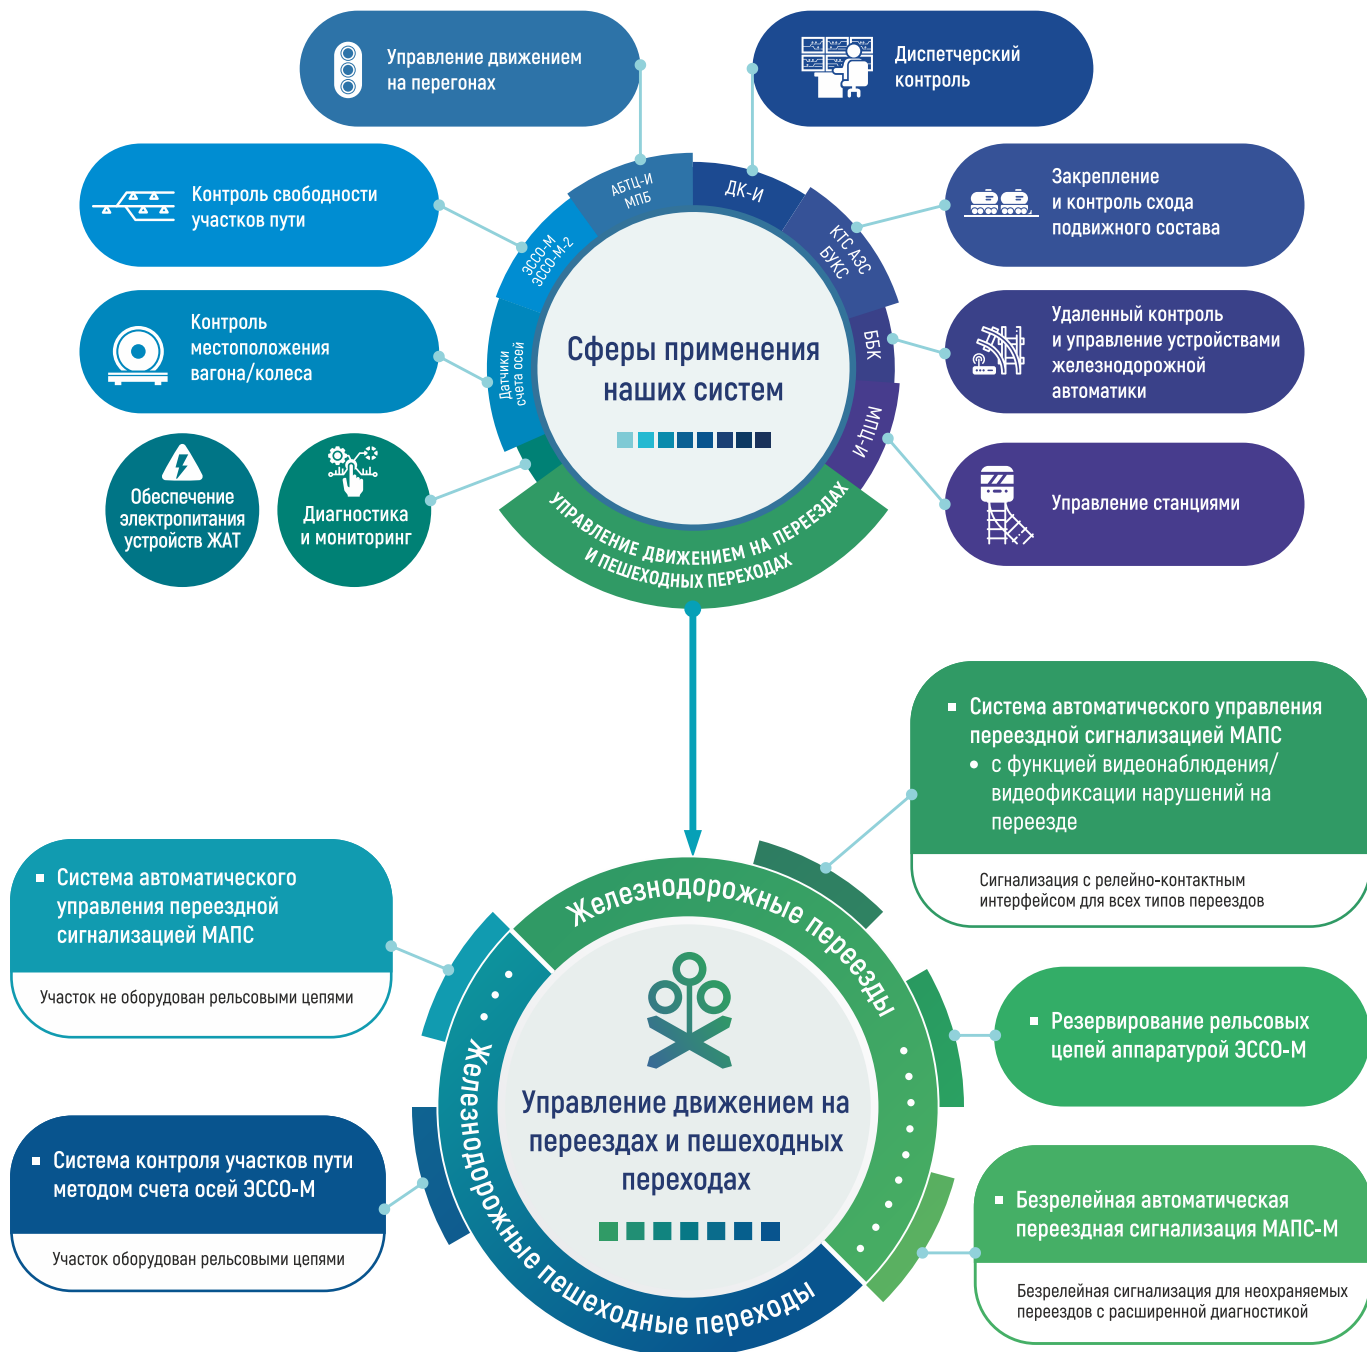 Управление движением
на перегонах
Диспетчерский
контроль
Контроль свободности
участков пути
Закрепление
и контроль схода
подвижного состава
Контроль
местоположения
вагона/колеса
Удаленный контроль
и управление устройствами
железнодорожной
автоматики
Обеспечение
электропитания
устройств ЖАТ
Диагностика
и мониторинг
Управление станциями
АБТЦ-И
МПБ
ДК-И
ЭССО-М
ЭССО-М-2
КТС АЗС
БУКС
Датчики
счета осей
ББК
МПЦ-И
Сферы применения
наших систем
УПРАВЛЕНИЕ ДВИЖЕНИЕМ НА ПЕРЕЕЗДАХ
И ПЕШЕХОДНЫХ ПЕРЕХОДАХ
Система автоматического управления
переездной сигнализацией МАПС
с функцией видеонаблюдения/
видеофиксации нарушений на
переезде
Сигнализация с релейно-контактным
интерфейсом для всех типов переездов
Система автоматического
управления переездной
сигнализацией МАПС
Участок не оборудован рельсовыми цепями
Железнодорожные переезды
Резервирование рельсовых
цепей аппаратурой ЭССО-М
Управление движением на
переездах и пешеходных
переходах
Железнодорожные пешеходные переходы
Система контроля участков пути
методом счета осей ЭССО-М
Участок оборудован рельсовыми цепями
Безрелейная автоматическая
переездная сигнализация МАПС-М
Безрелейная сигнализация для неохраняемых
переездов с расширенной диагностикой